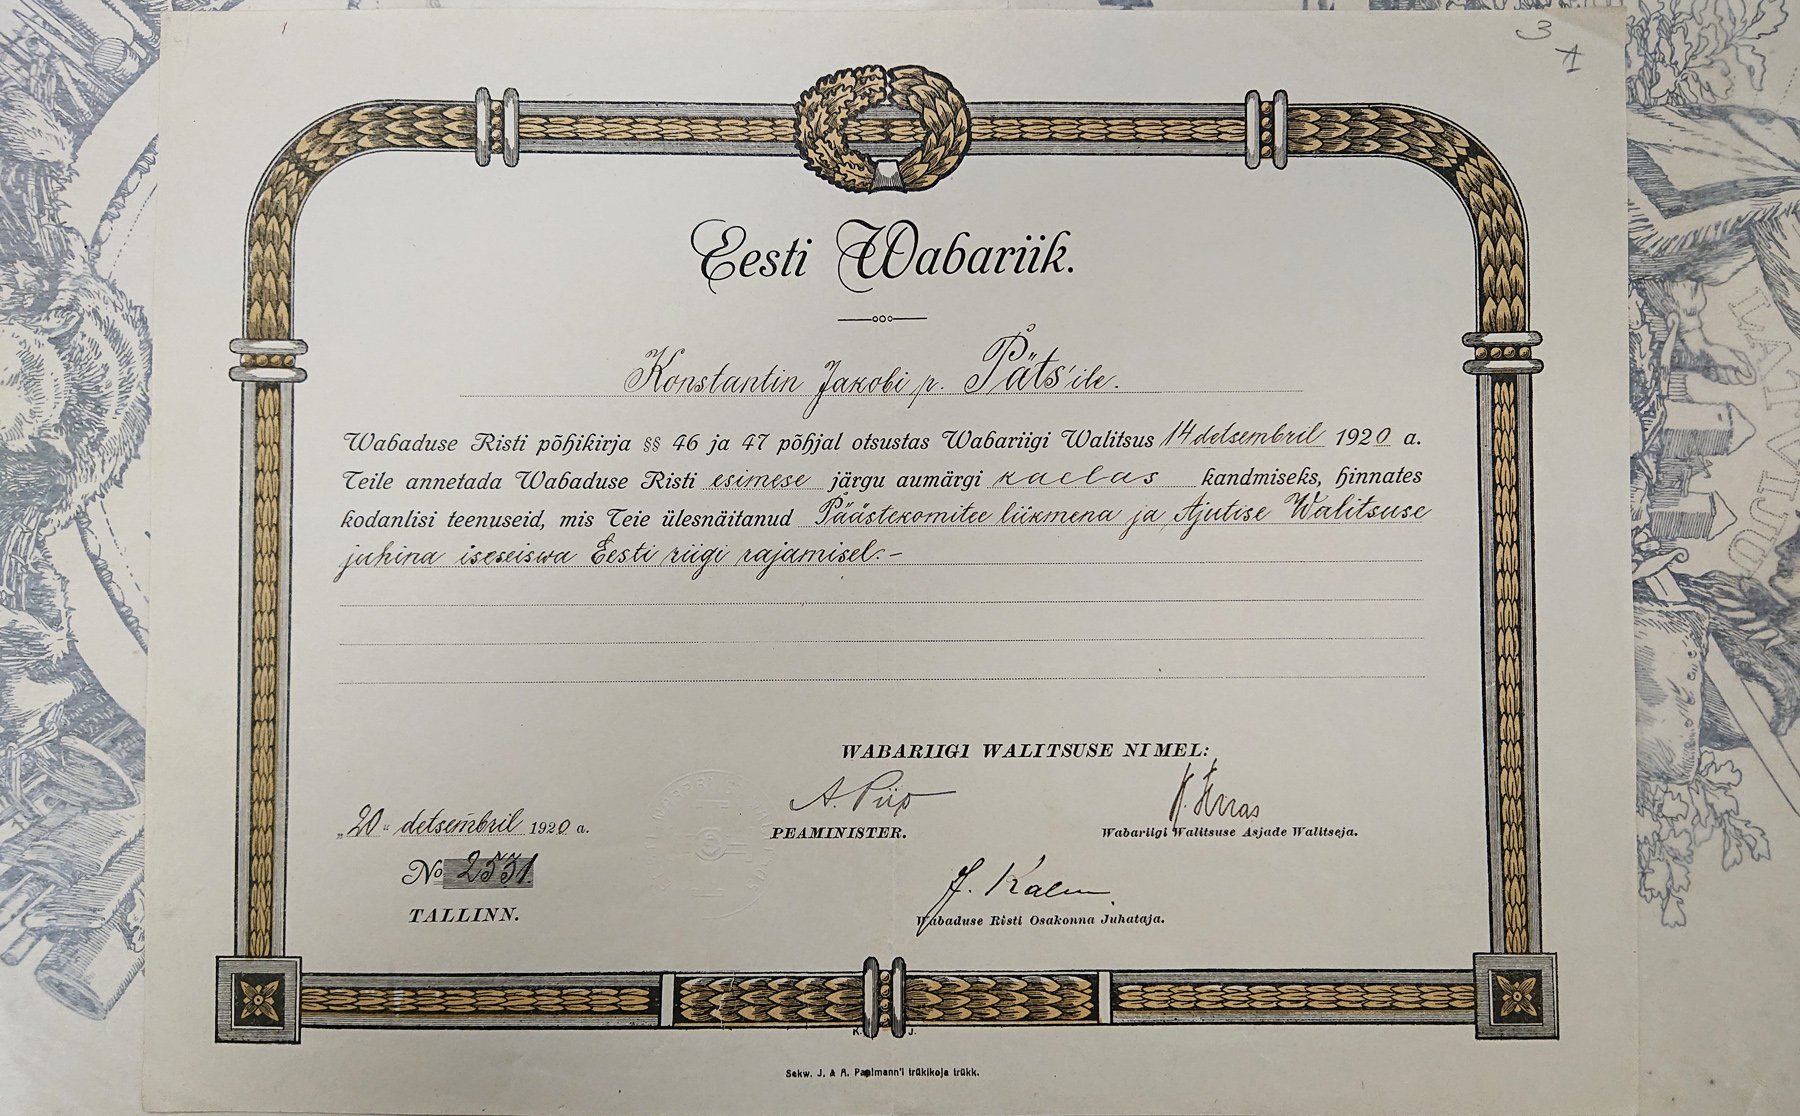 1
3
1
Eesti Wabariik.
Konstantin Jakobi p. Päts'ile.
Wabaduse Risti põhikirja §§ 46 ja 47 põhjal otsustas Wabariigi Walitsus 14 detsembril 1920 a.
Teile annetada Wabaduse Risti esimese järgu aumärgi kaelas kandmiseks, hinnates
kodanlisi teenuseid, mis Teie ülesnäitanud Päästekomitee liikmena ja Ajutise Walitsuse
juhina iseseiswa Eesti riigi rajamisel.-
WABARIIGI WALITSUSE NIMEL:
A. Piip
PEAMINISTER.
Wabariigi Walitsuse Asjade Walitseja.
„20" detsembril 1920 a.
No 2531.
TALLINN.
J. Kalm
Wabaduse Risti Osakonna Juhataja.
K. J.
Sekw. J. & A. Paalmann'i trükikoja trükk.
LATVIJU